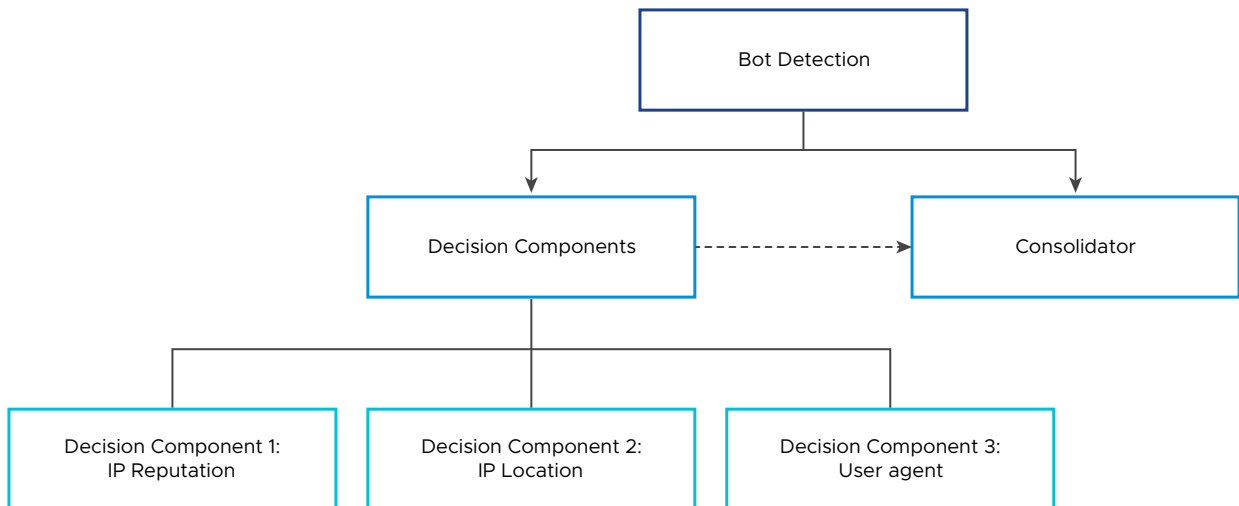 Bot Detection
Decision Components
Consolidator
Decision Component 1:
IP Reputation
Decision Component 2:
IP Location
Decision Component 3:
User agent